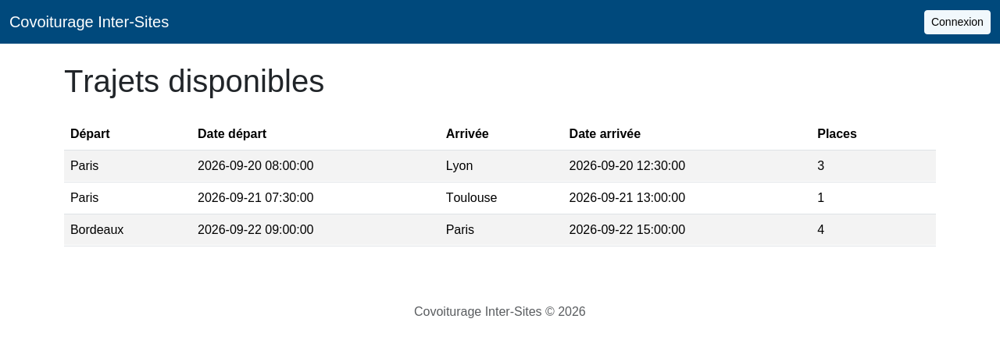 Covoiturage Inter-Sites Connexion
Trajets disponibles
Départ Date départ Arrivée Date arrivée Places
Paris 2026-09-20 08:00:00 Lyon 2026-09-20 12:30:00 3
Paris 2026-09-21 07:30:00 Toulouse 2026-09-21 13:00:00 1
Bordeaux 2026-09-22 09:00:00 Paris 2026-09-22 15:00:00 4
Covoiturage Inter-Sites © 2026